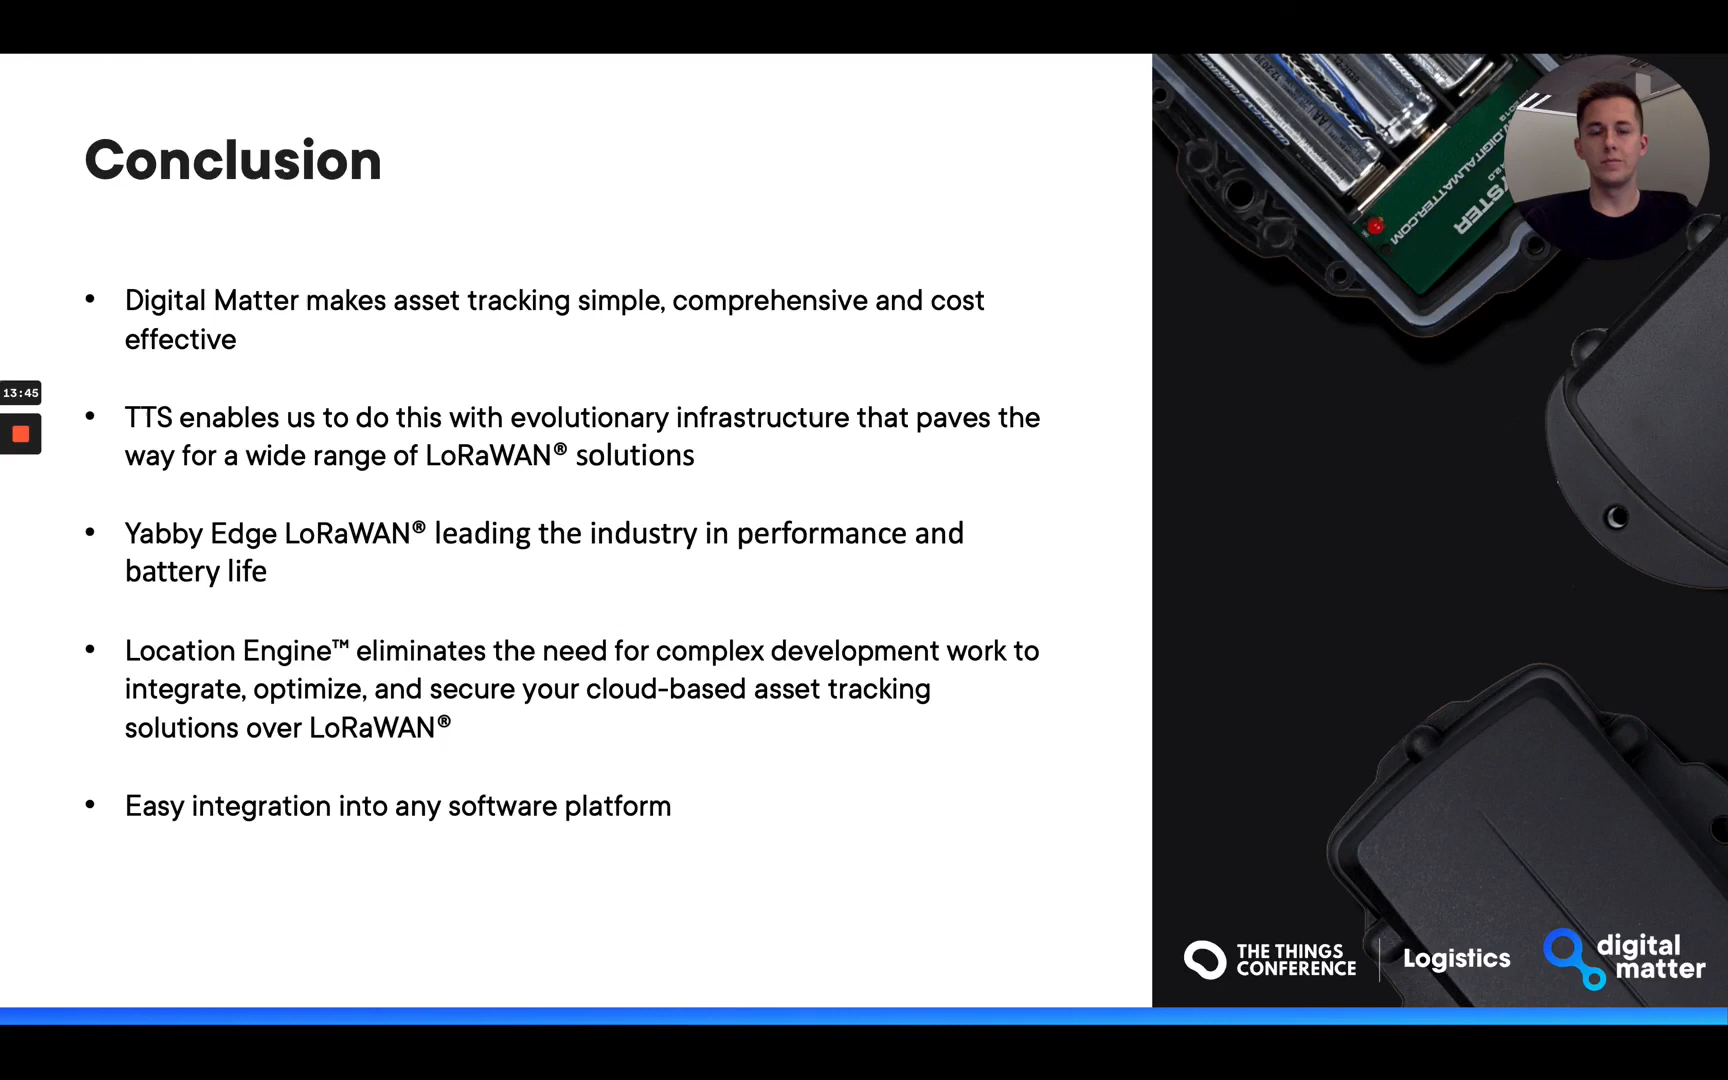 Conclusion
• Digital Matter makes asset tracking simple, comprehensive and cost
effective
• TTS enables us to do this with evolutionary infrastructure that paves the
way for a wide range of LoRaWAN® solutions
• Yabby Edge LoRaWAN® leading the industry in performance and
battery life
• Location Engine™ eliminates the need for complex development work to
integrate, optimize, and secure your cloud-based asset tracking
solutions over LoRaWAN®
• Easy integration into any software platform
13:45
THE THINGS
CONFERENCE
Logistics
digital
matter